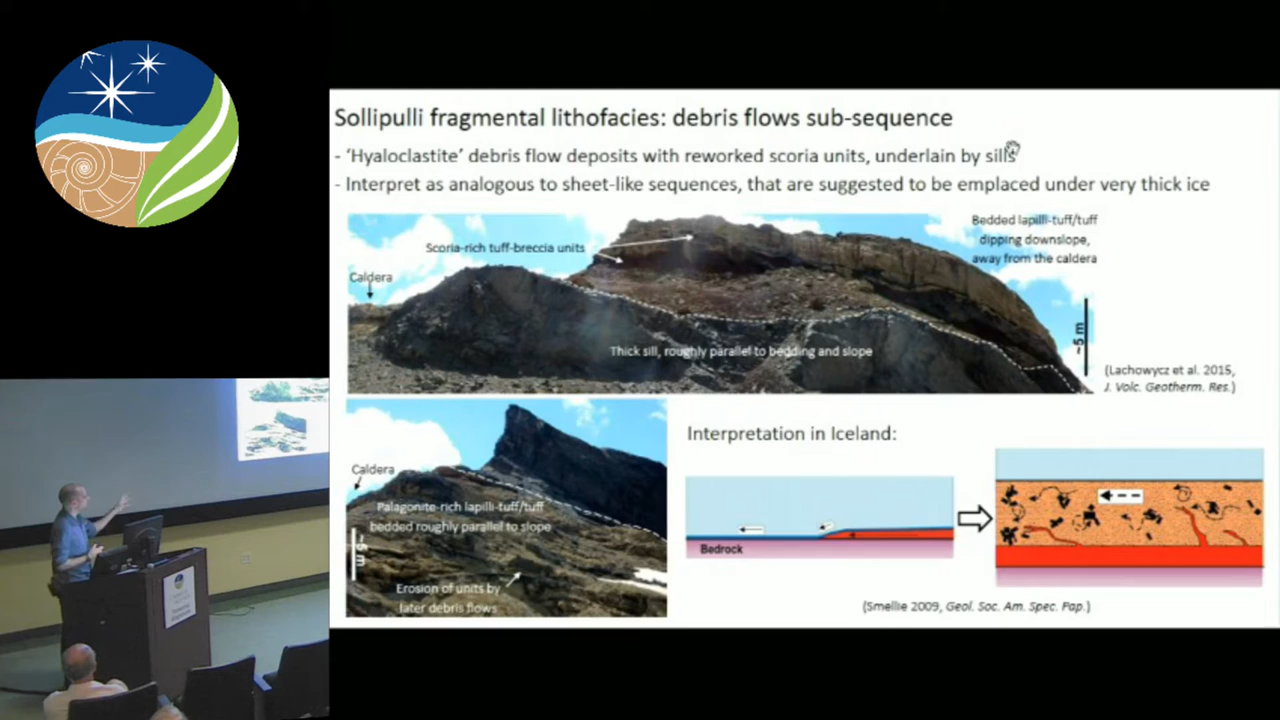 Sollipulli fragmental lithofacies: debris flows sub-sequence
- 'Hyaloclastite' debris flow deposits with reworked scoria units, underlain by sills
- Interpret as analogous to sheet-like sequences, that are suggested to be emplaced under very thick ice
Scoria-rich tuff-breccia units
Caldera
Bedded lapilli-tuff/tuff
dipping downslope,
away from the caldera
Thick sill, roughly parallel to bedding and slope
~5 m
(Lachowycz et al. 2015,
J. Volc. Geotherm. Res.)
Caldera
Palagonite-rich lapilli-tuff/tuff
bedded roughly parallel to slope
~5 m
Erosion of units by
later debris flows
Interpretation in Iceland:
Bedrock
(Smellie 2009, Geol. Soc. Am. Spec. Pap.)